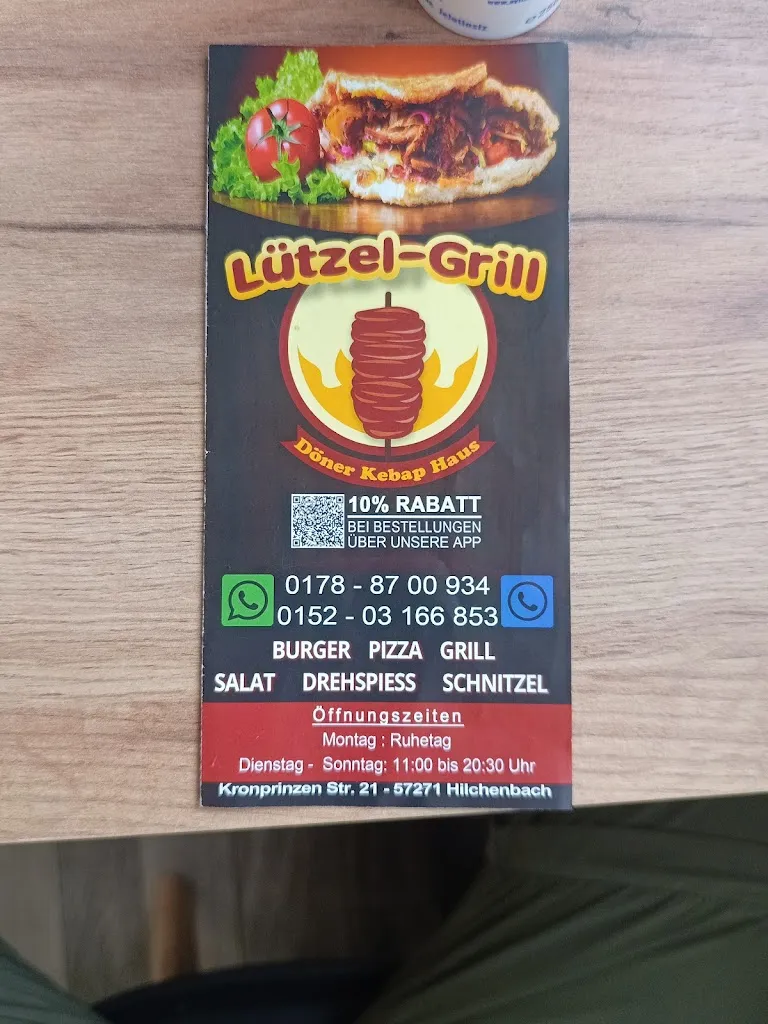 Lützel-Grill
Döner Kebap Haus
10% RABATT
BEI BESTELLUNGEN
ÜBER UNSERE APP
0178 - 87 00 934
0152 - 03 166 853
BURGER PIZZA GRILL
SALAT DREHSPIESS SCHNITZEL
Öffnungszeiten
Montag : Ruhetag
Dienstag - Sonntag: 11:00 bis 20:30 Uhr
Kronprinzen Str. 21 - 57271 Hilchenbach